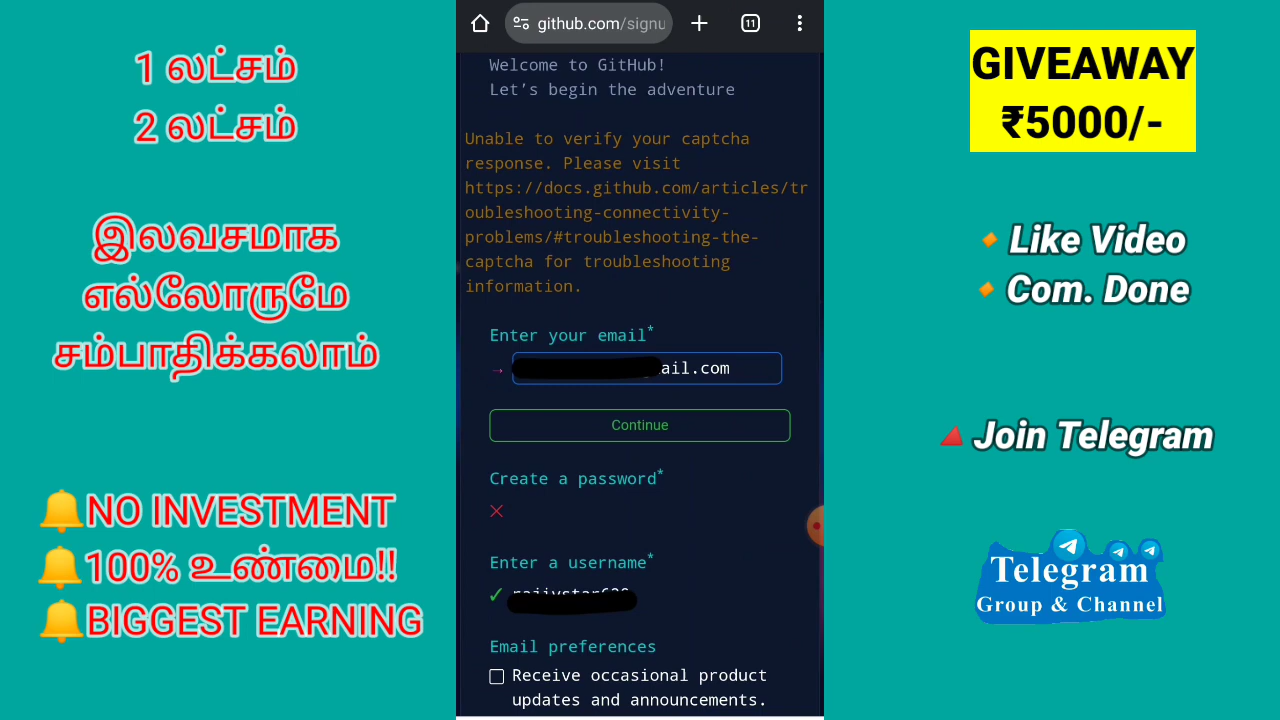 1 லட்சம்
2 லட்சம்
இலவசமாக
எல்லோருமே
சம்பாதிக்கலாம்
🔔NO INVESTMENT
🔔100% உண்மை!!
🔔BIGGEST EARNING
github.com/signu
11
Welcome to GitHub!
Let’s begin the adventure
Unable to verify your captcha
response. Please visit
https://docs.github.com/articles/tr
oubleshooting-connectivity-
problems/#troubleshooting-the-
captcha for troubleshooting
information.
Enter your email*
→ ail.com
Continue
Create a password*
Enter a username*
✓
Email preferences
Receive occasional product
updates and announcements.
GIVEAWAY
₹5000/-
🔸Like Video
🔸Com. Done
🔺Join Telegram
Telegram
Group & Channel